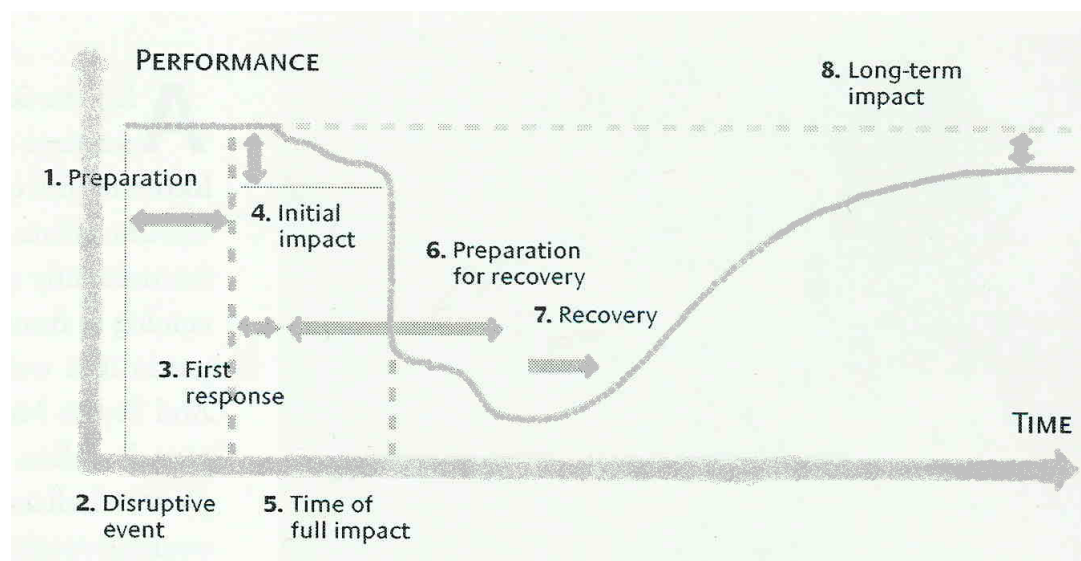 PERFORMANCE
8. Long-term
impact
1. Preparation
4. Initial
impact
6. Preparation
for recovery
7. Recovery
3. First
response
TIME
2. Disruptive
event
5. Time of
full impact